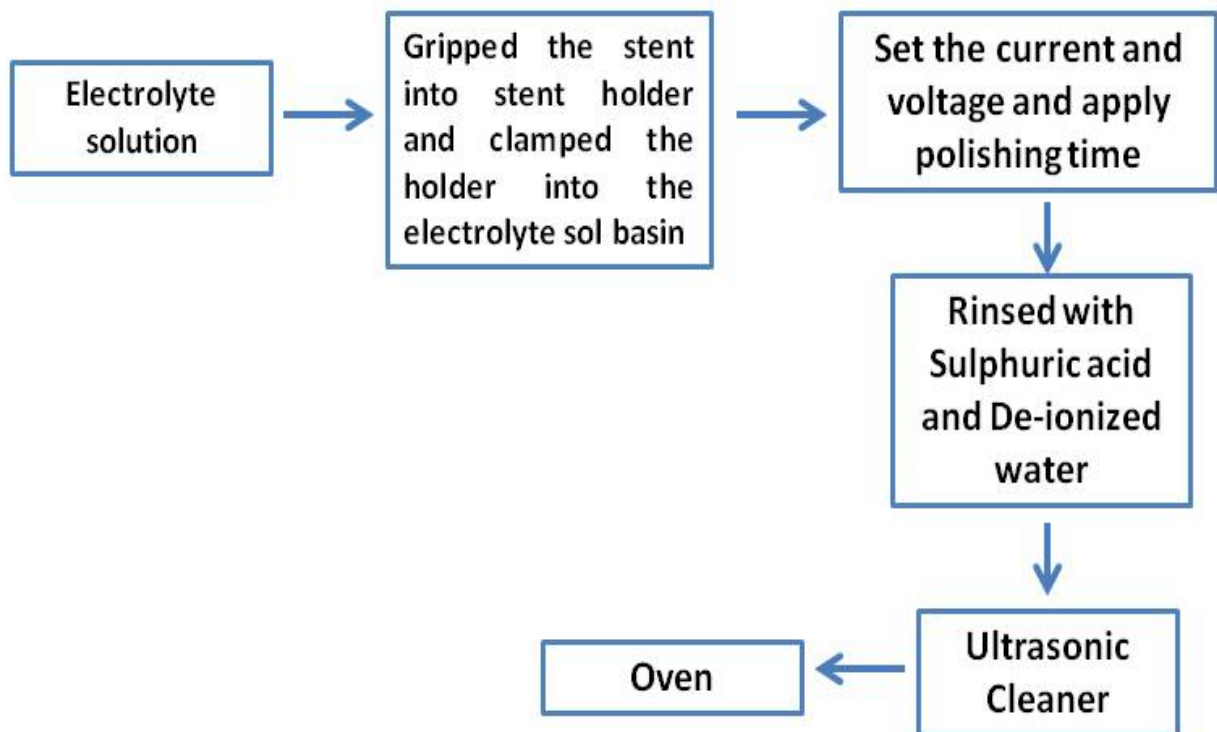 Electrolyte
solution
Gripped the stent
into stent holder
and clamped the
holder into the
electrolyte sol basin
Set the current and
voltage and apply
polishing time
Rinsed with
Sulphuric acid
and De-ionized
water
Ultrasonic
Cleaner
Oven